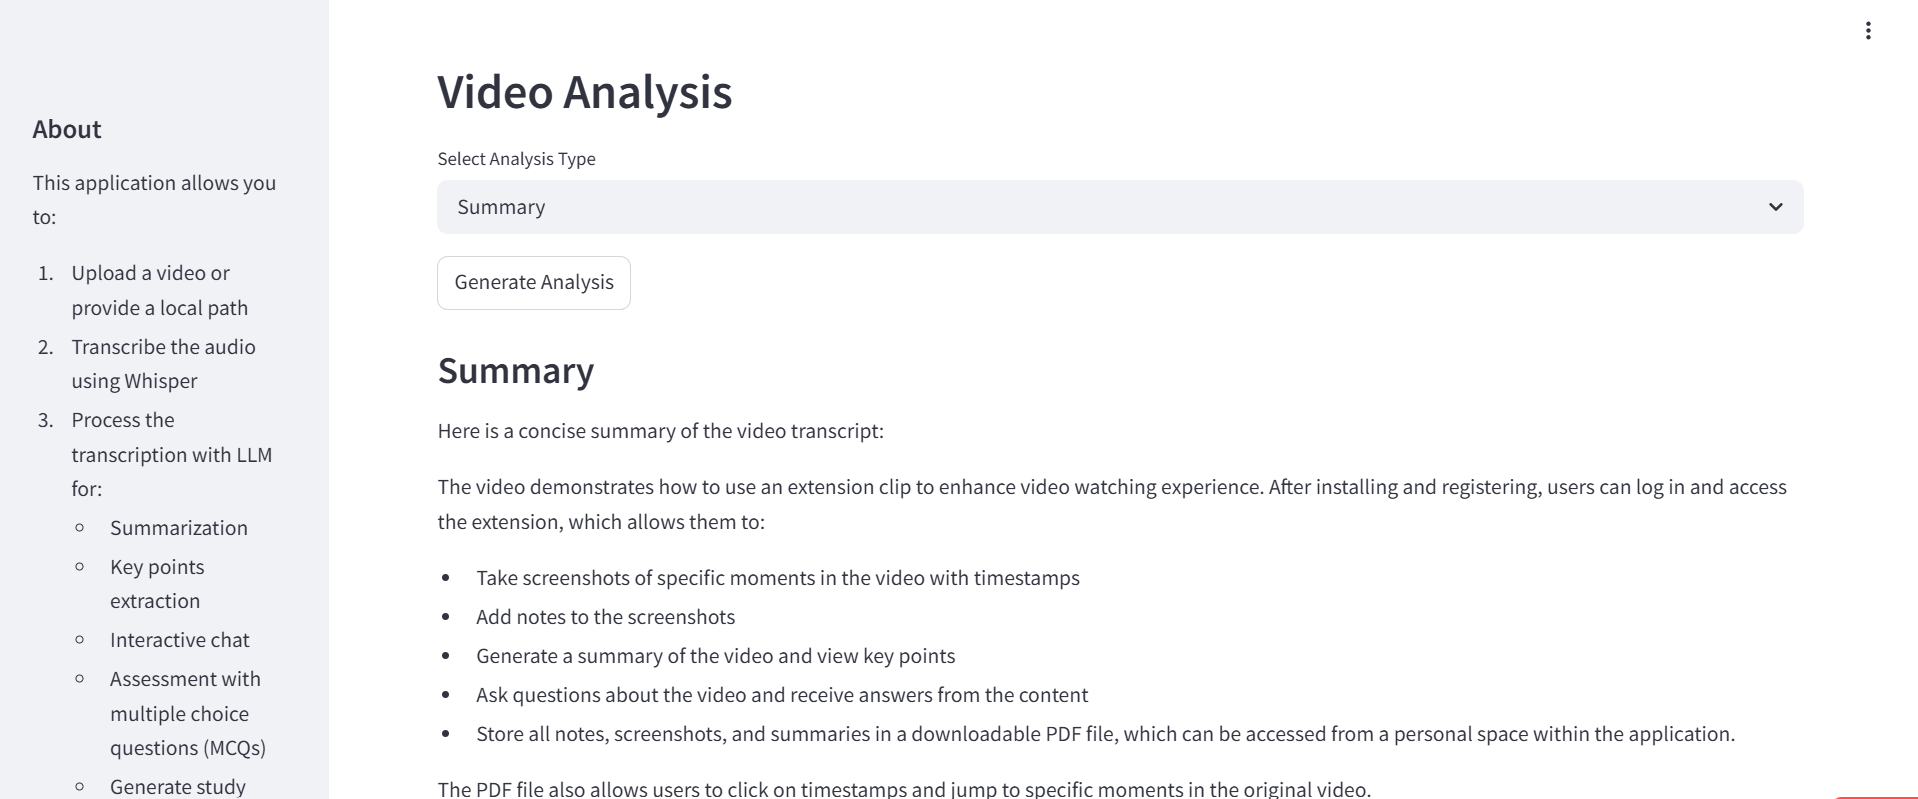 About
This application allows you
to:
1. Upload a video or
provide a local path
2. Transcribe the audio
using Whisper
3. Process the
transcription with LLM
for:
◦ Summarization
◦ Key points
extraction
◦ Interactive chat
◦ Assessment with
multiple choice
questions (MCQs)
◦ Generate study
Video Analysis
Select Analysis Type
Summary
Generate Analysis
Summary
Here is a concise summary of the video transcript:
The video demonstrates how to use an extension clip to enhance video watching experience. After installing and registering, users can log in and access
the extension, which allows them to:
• Take screenshots of specific moments in the video with timestamps
• Add notes to the screenshots
• Generate a summary of the video and view key points
• Ask questions about the video and receive answers from the content
• Store all notes, screenshots, and summaries in a downloadable PDF file, which can be accessed from a personal space within the application.
The PDF file also allows users to click on timestamps and jump to specific moments in the original video.